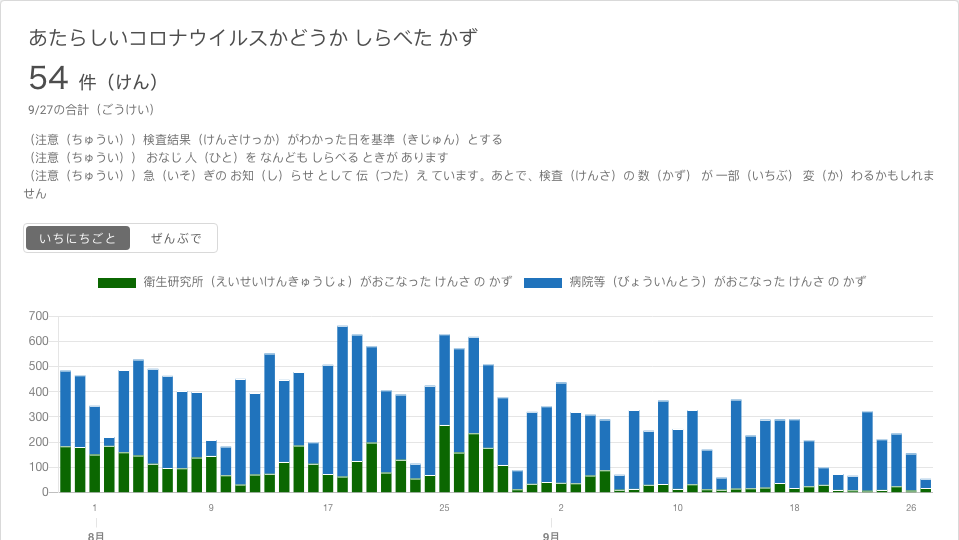 あたらしいコロナウイルスかどうか しらべた かず
54 件（けん）
9/27の合計（ごうけい）
（注意（ちゅうい））検査結果（けんさけっか）がわかった日を基準（きじゅん）とする
（注意（ちゅうい）） おなじ 人（ひと）を なんども しらべる ときが あります
（注意（ちゅうい））急（いそ）ぎの お知（し）らせ として 伝（つた）え ています。あとで、検査（けんさ）の 数（かず） が 一部（いちぶ） 変（か）わるかもしれま
せん
いちにちごと ぜんぶで
衛生研究所（えいせいけんきゅうじょ）がおこなった けんさ の かず 病院等（びょういんとう）がおこなった けんさ の かず
700
600
500
400
300
200
100
0
1 9 17 25 2 10 18 26
8月 9月